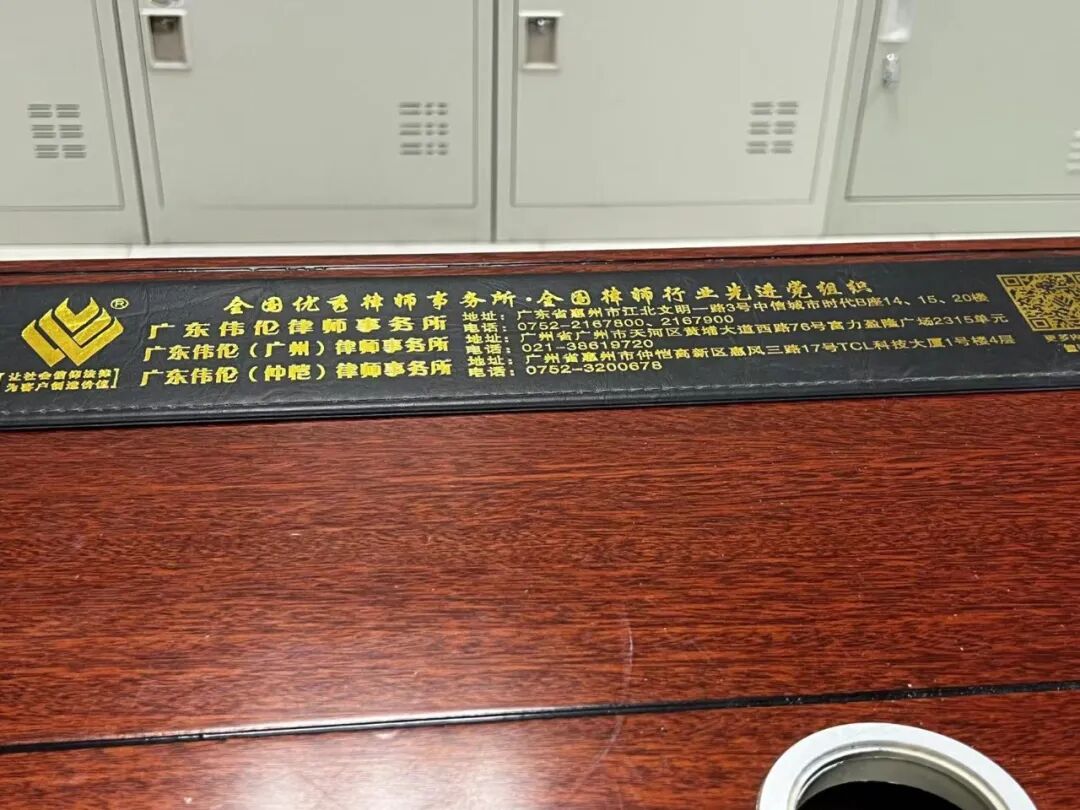 ®
让社会信仰法律
为客户创造价值
全国优秀律师事务所·全国律师行业先进党组织
广东伟伦律师事务所
地址：广东省惠州市江北文明一路3号中信城市时代B座14、15、20楼
电话：0752-2167800、2167900
广东伟伦（广州）律师事务所
地址：广州省广州市天河区黄埔大道西路76号富力盈隆广场2315单元
电话：021-38819720
广东伟伦（仲恺）律师事务所
地址：广州省惠州市仲恺高新区惠风三路17号TCL科技大厦1号楼4层
电话：0752-3200678